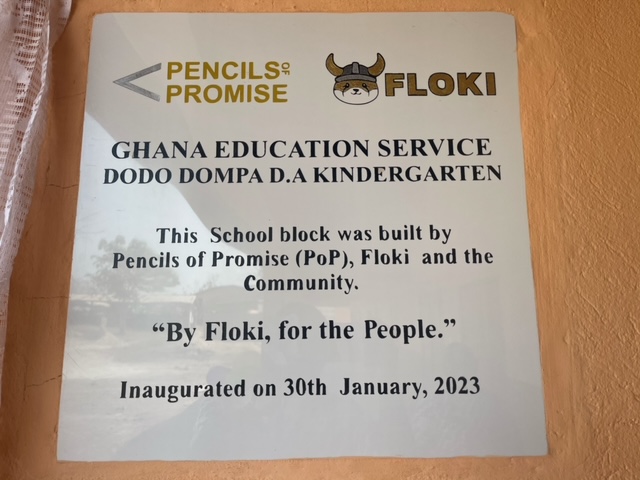 PENCILS OF
PROMISE
FLOKI
GHANA EDUCATION SERVICE
DODO DOMPA D.A KINDERGARTEN
This School block was built by
Pencils of Promise (PoP), Floki and the
Community.
“By Floki, for the People.”
Inaugurated on 30th January, 2023